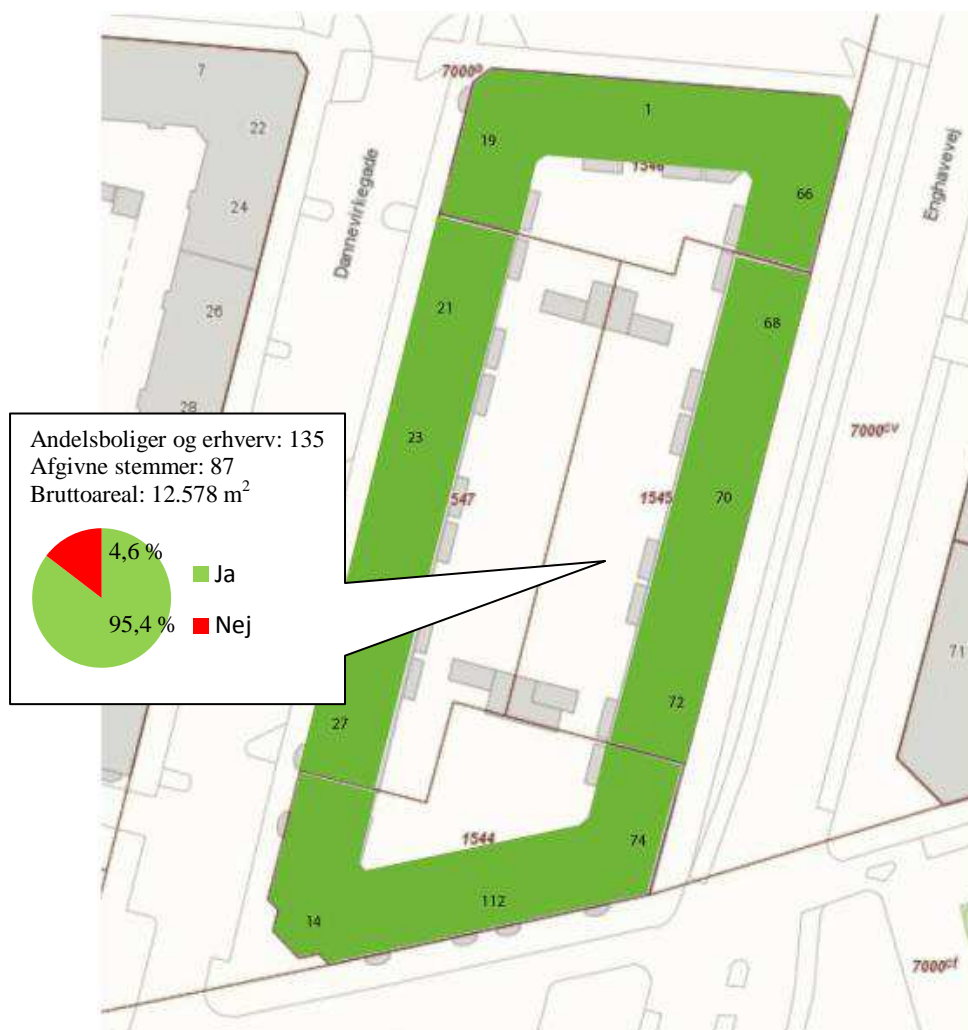 7
7000ª
1
22
19
1546
66
Enghavevej
24
Dannevirkegade
26
21
68
28
7000cv
23
Andelsboliger og erhverv: 135
Afgivne stemmer: 87
Bruttoareal: 12.578 m²
547
1545
70
4,6 %
Ja
95,4 %
Nej
71
27
72
1544
74
112
14
7000cf